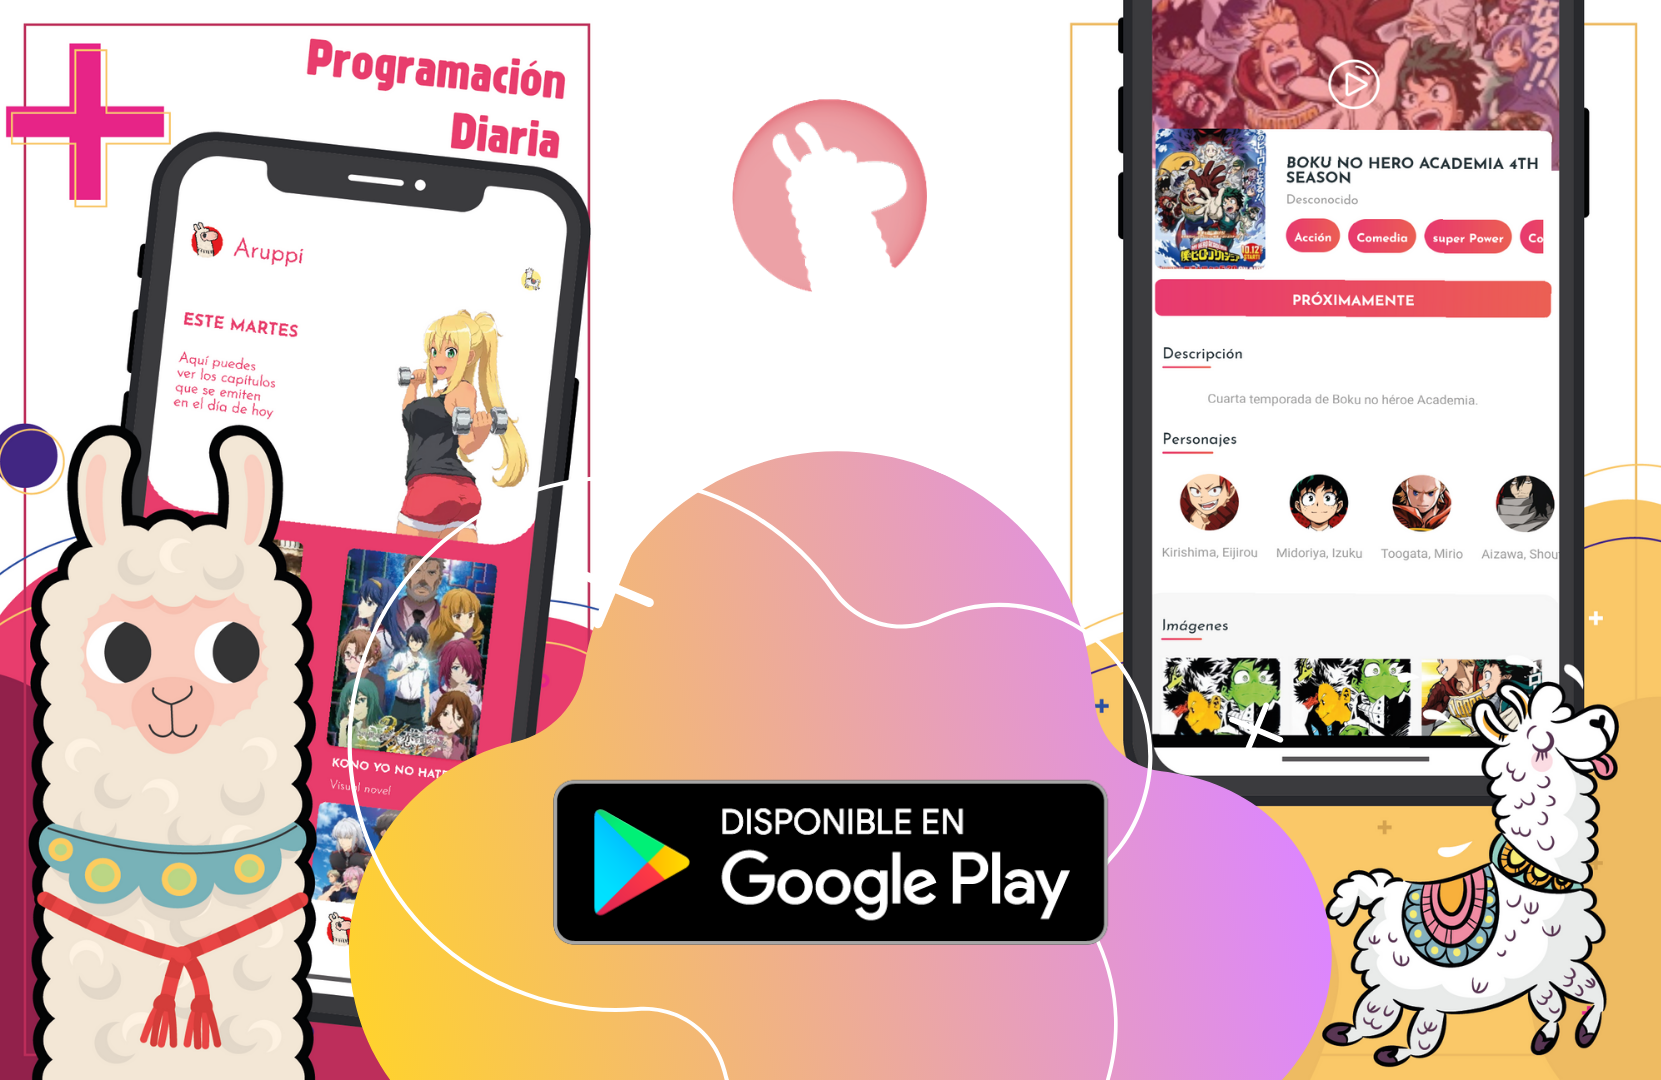 Programación
Diaria
Aruppi
ESTE MARTES
Aquí puedes
ver los capítulos
que se emiten
en el día de hoy
KONO YO NO HATE
Visual novel
DISPONIBLE EN
Google Play
BOKU NO HERO ACADEMIA 4TH
SEASON
Desconocido
Acción Comedia super Power Co
PRÓXIMAMENTE
Descripción
Cuarta temporada de Boku no héroe Academia.
Personajes
Kirishima, Eijirou Midoriya, Izuku Toogata, Mirio Aizawa, Shou
Imágenes